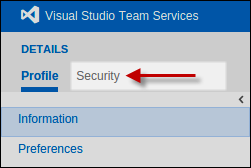 Visual Studio Team Services
DETAILS
Profile Security
Information
Preferences